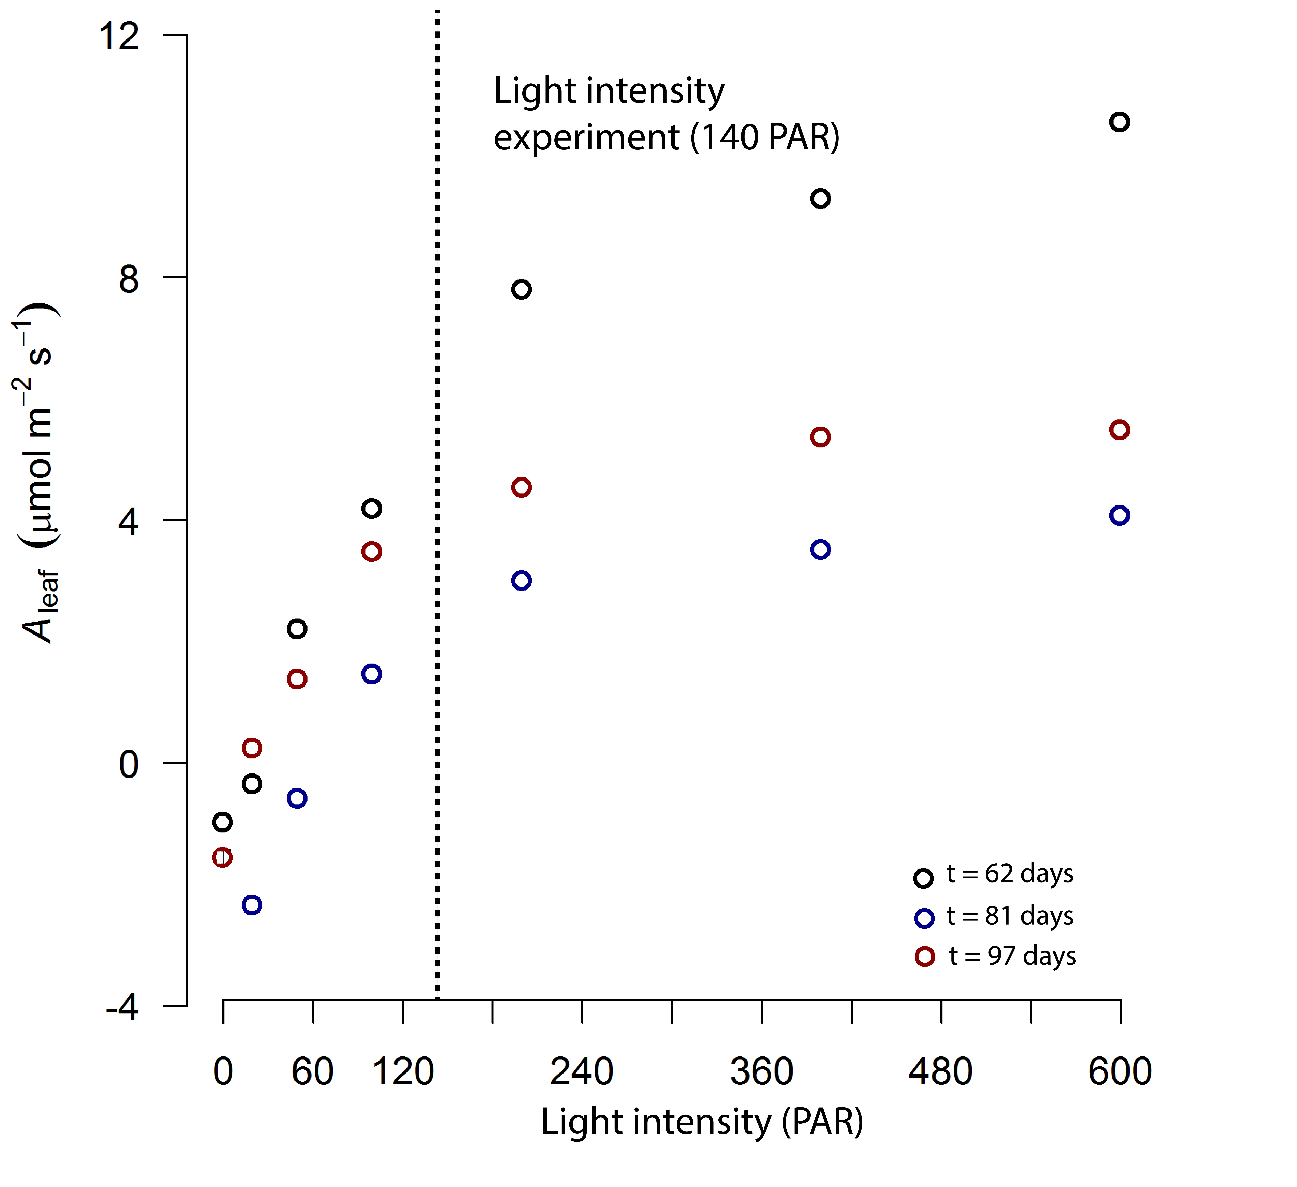 12
8
4
0
-4
A leaf (μmol m⁻² s⁻¹)
Light intensity
experiment (140 PAR)
t = 62 days
t = 81 days
t = 97 days
0 60 120 240 360 480 600
Light intensity (PAR)